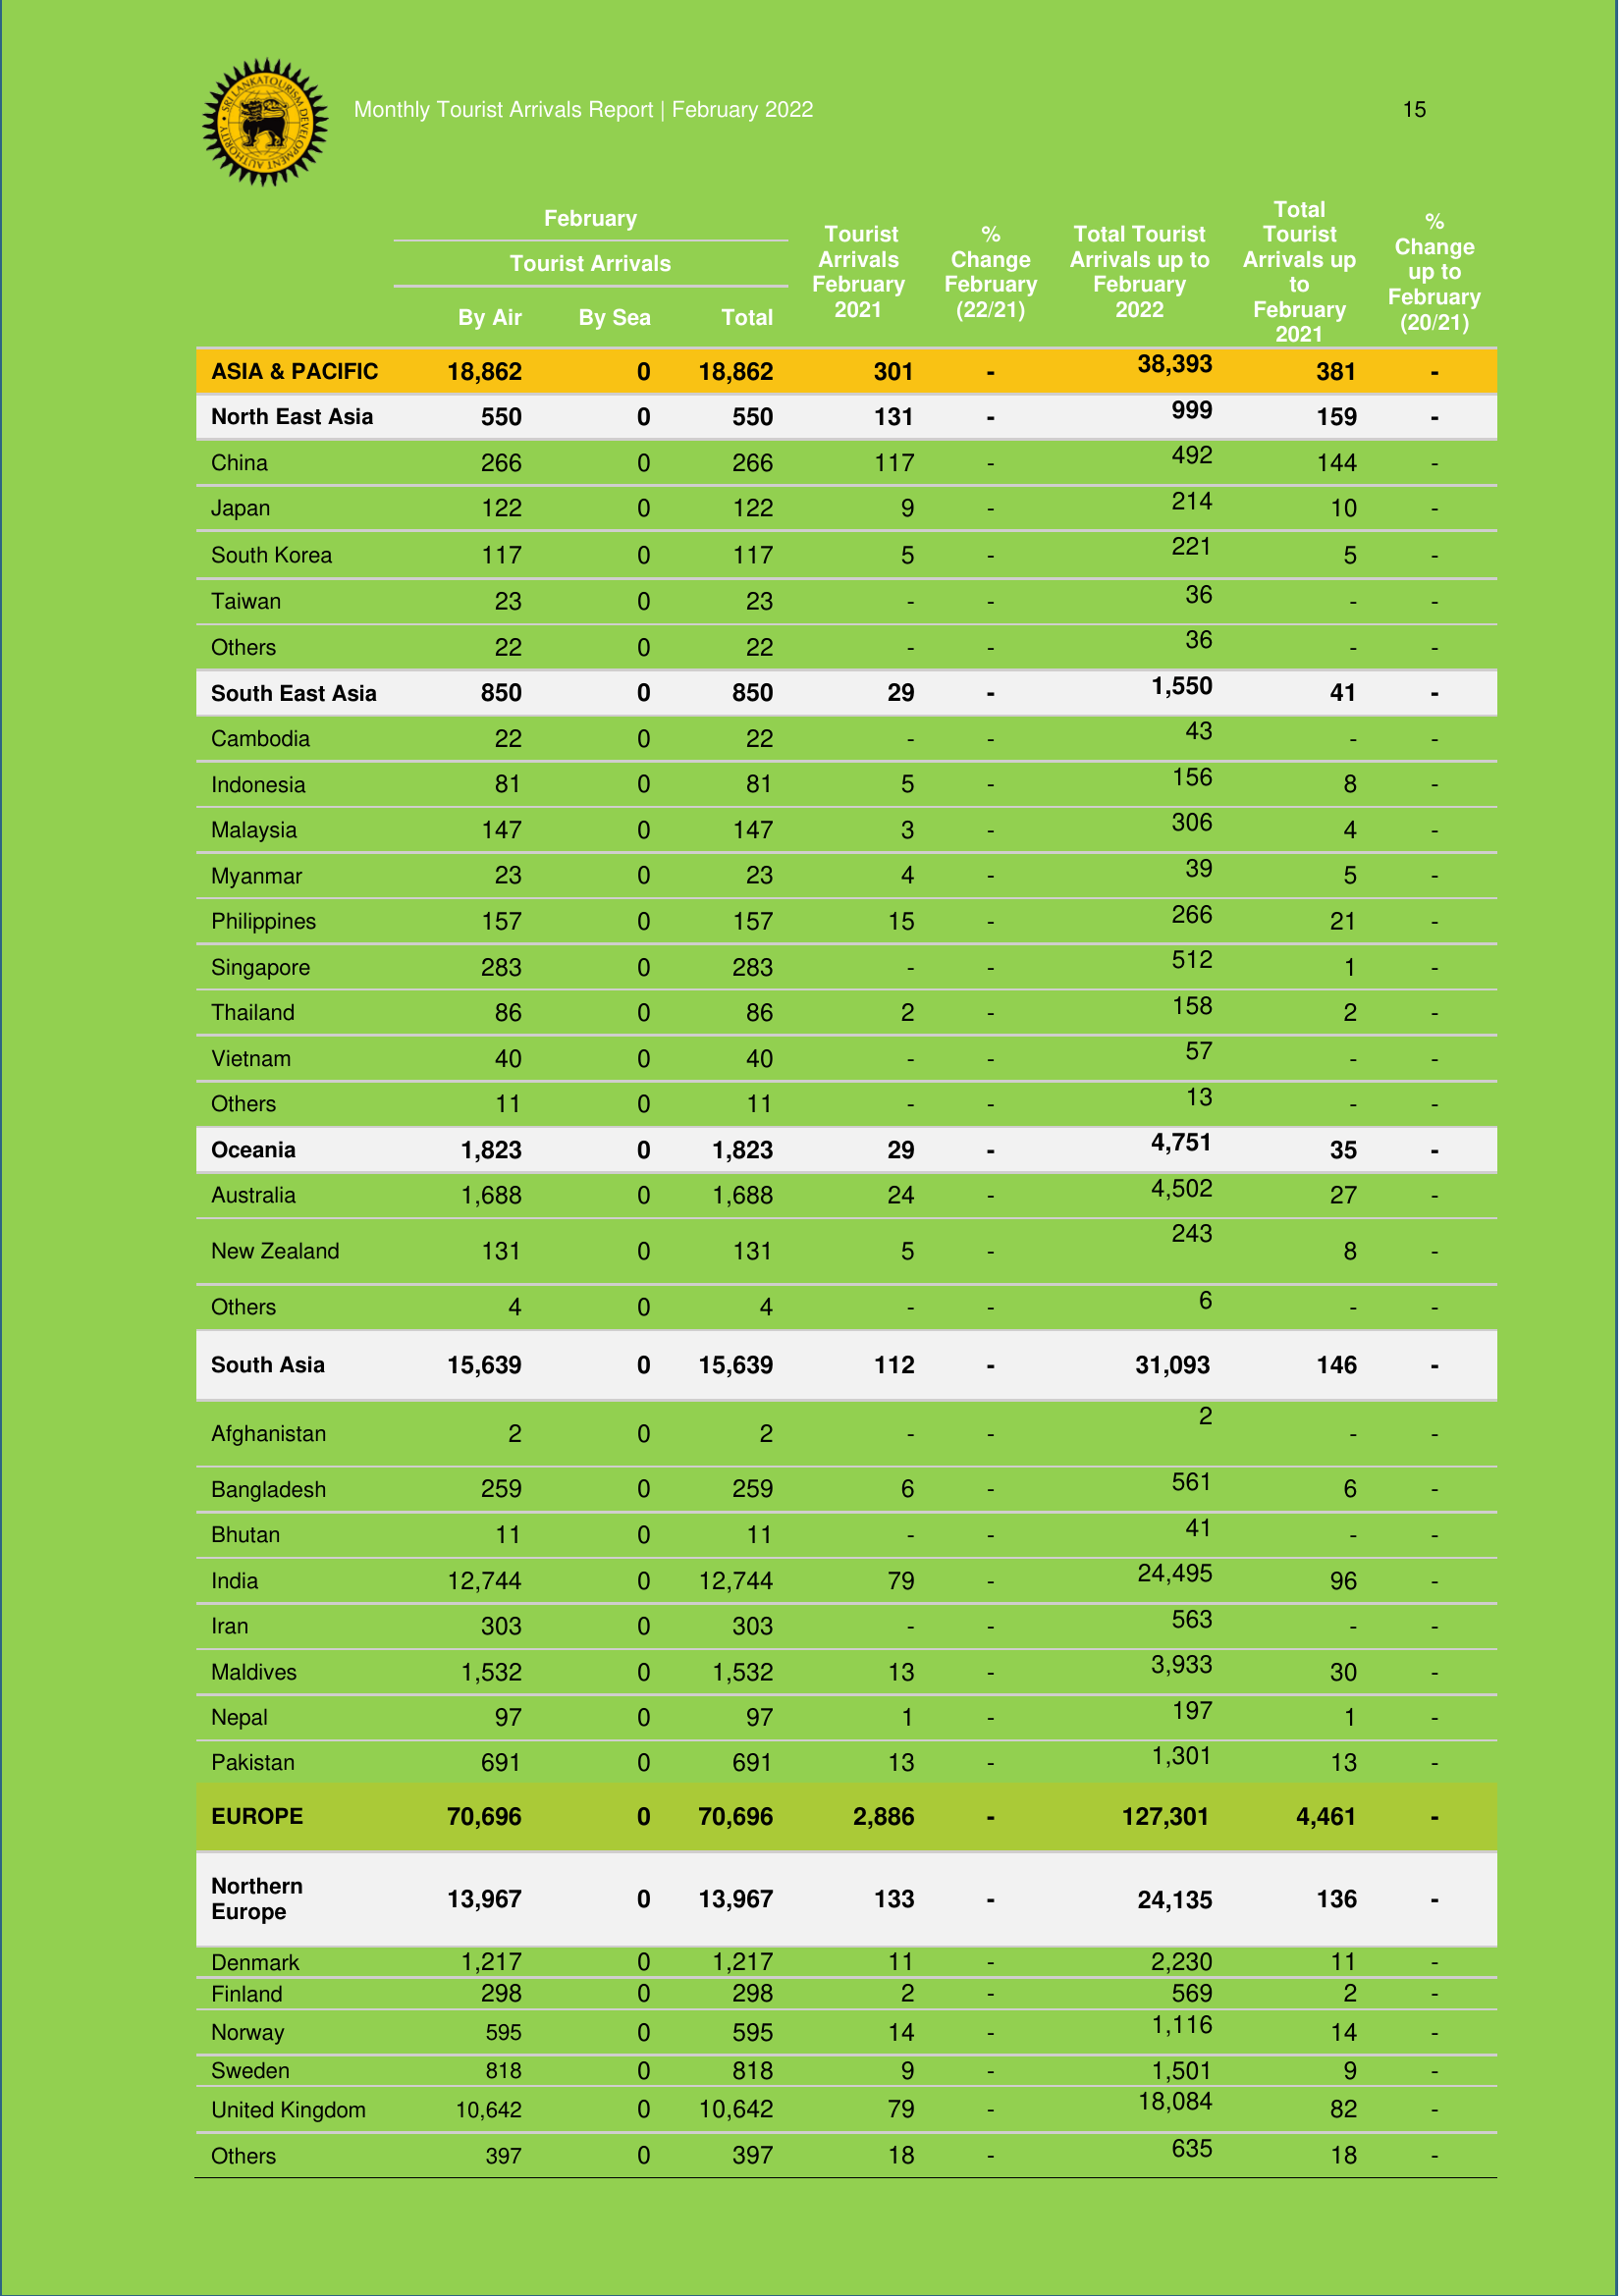 SRI LANKA TOURISM DEVELOPMENT AUTHORITY
Monthly Tourist Arrivals Report | February 2022 15
February
Tourist Arrivals
By Air By Sea Total
Tourist
Arrivals
February
2021
%
Change
February
(22/21)
Total Tourist
Arrivals up to
February
2022
Total
Tourist
Arrivals up
to
February
2021
%
Change
up to
February
(20/21)
ASIA & PACIFIC 18,862 0 18,862 301 - 38,393 381 -
North East Asia 550 0 550 131 - 999 159 -
China 266 0 266 117 - 492 144 -
Japan 122 0 122 9 - 214 10 -
South Korea 117 0 117 5 - 221 5 -
Taiwan 23 0 23 - - 36 - -
Others 22 0 22 - - 36 - -
South East Asia 850 0 850 29 - 1,550 41 -
Cambodia 22 0 22 - - 43 - -
Indonesia 81 0 81 5 - 156 8 -
Malaysia 147 0 147 3 - 306 4 -
Myanmar 23 0 23 4 - 39 5 -
Philippines 157 0 157 15 - 266 21 -
Singapore 283 0 283 - - 512 1 -
Thailand 86 0 86 2 - 158 2 -
Vietnam 40 0 40 - - 57 - -
Others 11 0 11 - - 13 - -
Oceania 1,823 0 1,823 29 - 4,751 35 -
Australia 1,688 0 1,688 24 - 4,502 27 -
New Zealand 131 0 131 5 - 243 8 -
Others 4 0 4 - - 6 - -
South Asia 15,639 0 15,639 112 - 31,093 146 -
Afghanistan 2 0 2 - - 2 - -
Bangladesh 259 0 259 6 - 561 6 -
Bhutan 11 0 11 - - 41 - -
India 12,744 0 12,744 79 - 24,495 96 -
Iran 303 0 303 - - 563 - -
Maldives 1,532 0 1,532 13 - 3,933 30 -
Nepal 97 0 97 1 - 197 1 -
Pakistan 691 0 691 13 - 1,301 13 -
EUROPE 70,696 0 70,696 2,886 - 127,301 4,461 -
Northern
Europe 13,967 0 13,967 133 - 24,135 136 -
Denmark 1,217 0 1,217 11 - 2,230 11 -
Finland 298 0 298 2 - 569 2 -
Norway 595 0 595 14 - 1,116 14 -
Sweden 818 0 818 9 - 1,501 9 -
United Kingdom 10,642 0 10,642 79 - 18,084 82 -
Others 397 0 397 18 - 635 18 -